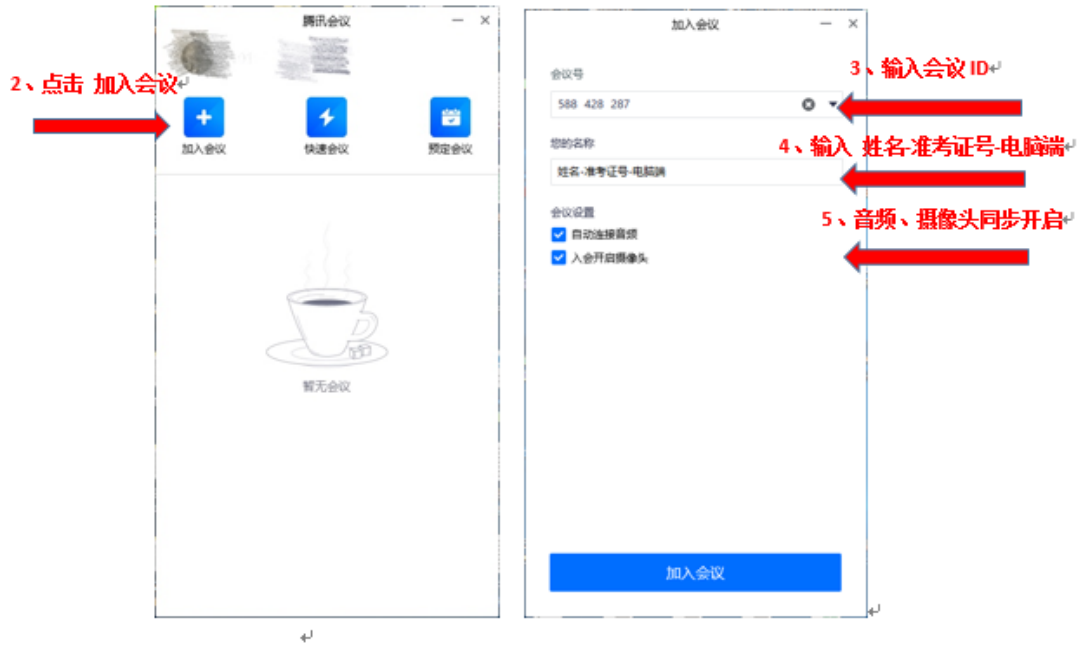 腾讯会议
2、点击 加入会议
加入会议
快速会议
预定会议
暂无会议
加入会议
会议号
3、输入会议 ID
588 428 287
您的名称
4、输入 姓名-准考证号-电脑端
姓名-准考证号-电脑端
会议设置
5、音频、摄像头同步开启
自动连接音频
入会开启摄像头
加入会议